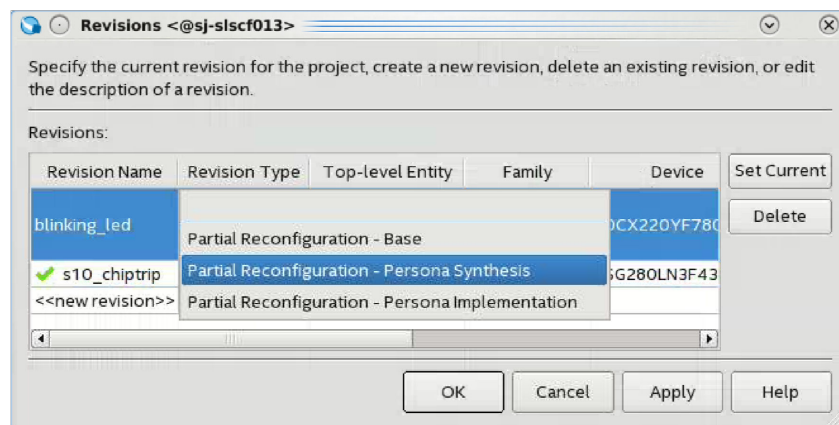 Revisions <@sj-slscf013>
Specify the current revision for the project, create a new revision, delete an existing revision, or edit
the description of a revision.
Revisions:
Revision Name Revision Type Top-level Entity Family Device Set Current
blinking_led CX220YF780 Delete
Partial Reconfiguration - Base
s10_chiptrip Partial Reconfiguration - Persona Synthesis G280LN3F43
<<new revision>> Partial Reconfiguration - Persona Implementation
OK Cancel Apply Help